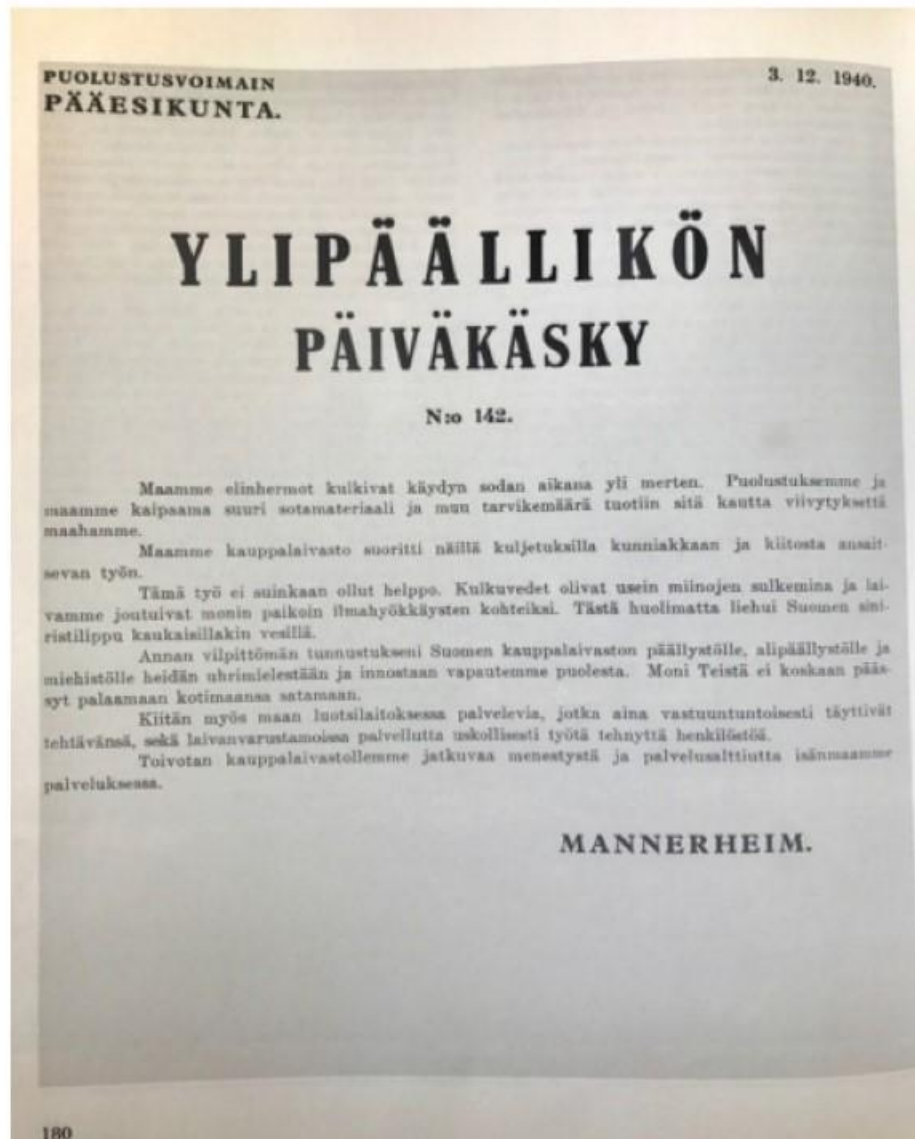 PUOLUSTUSVOIMAIN
PÄÄESIKUNTA.
3. 12. 1940.
YLIPÄÄLLIKÖN
PÄIVÄKÄSKY
N:o 142.
Maamme elinhermot kulkivat käydyn sodan aikana yli merten. Puolustuksemme ja
maamme kaipaama suuri sotamateriaali ja muu tarvikemäärä tuotiin sitä kautta viivytyksettä
maahamme.
Maamme kauppalaivasto suoritti näillä kuljetuksilla kunniakkaan ja kiitosta ansait-
sevan työn.
Tämä työ ei suinkaan ollut helppo. Kulkuvedet olivat usein miinojen sulkemina ja lai-
vamme joutuivat monin paikoin ilmahyökkäysten kohteiksi. Tästä huolimatta liehui Suomen sini-
ristilippu kaukaisillakin vesillä.
Annan vilpittömän tunnustukseni Suomen kauppalaivaston päällystölle, alipäällystölle ja
miehistölle heidän uhrimielestään ja innostaan vapautemme puolesta. Moni Teistä ei koskaan pääs-
syt palaamaan kotimaansa satamaan.
Kiitän myös maan luotsilaitoksessa palvelevia, jotka aina vastuuntuntoisesti täyttivät
tehtävänsä, sekä laivanvarustamoissa palvellutta uskollisesti työtä tehnyttä henkilöstöä.
Toivotan kauppalaivastollemme jatkuvaa menestystä ja palvelusalttiutta isänmaamme
palveluksessa.
MANNERHEIM.
180